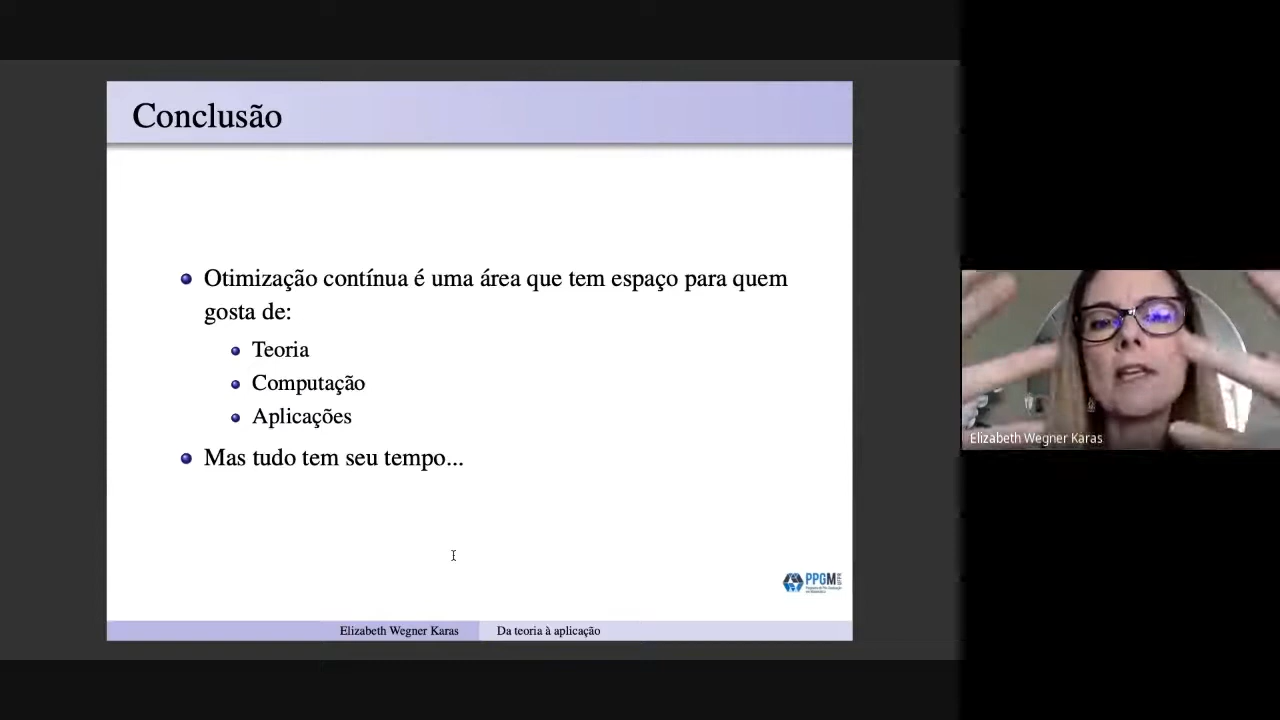 Conclusão
Otimização contínua é uma área que tem espaço para quem
gosta de:
Teoria
Computação
Aplicações
Mas tudo tem seu tempo...
PPGM
Elizabeth Wegner Karas
Da teoria à aplicação
Elizabeth Wegner Karas